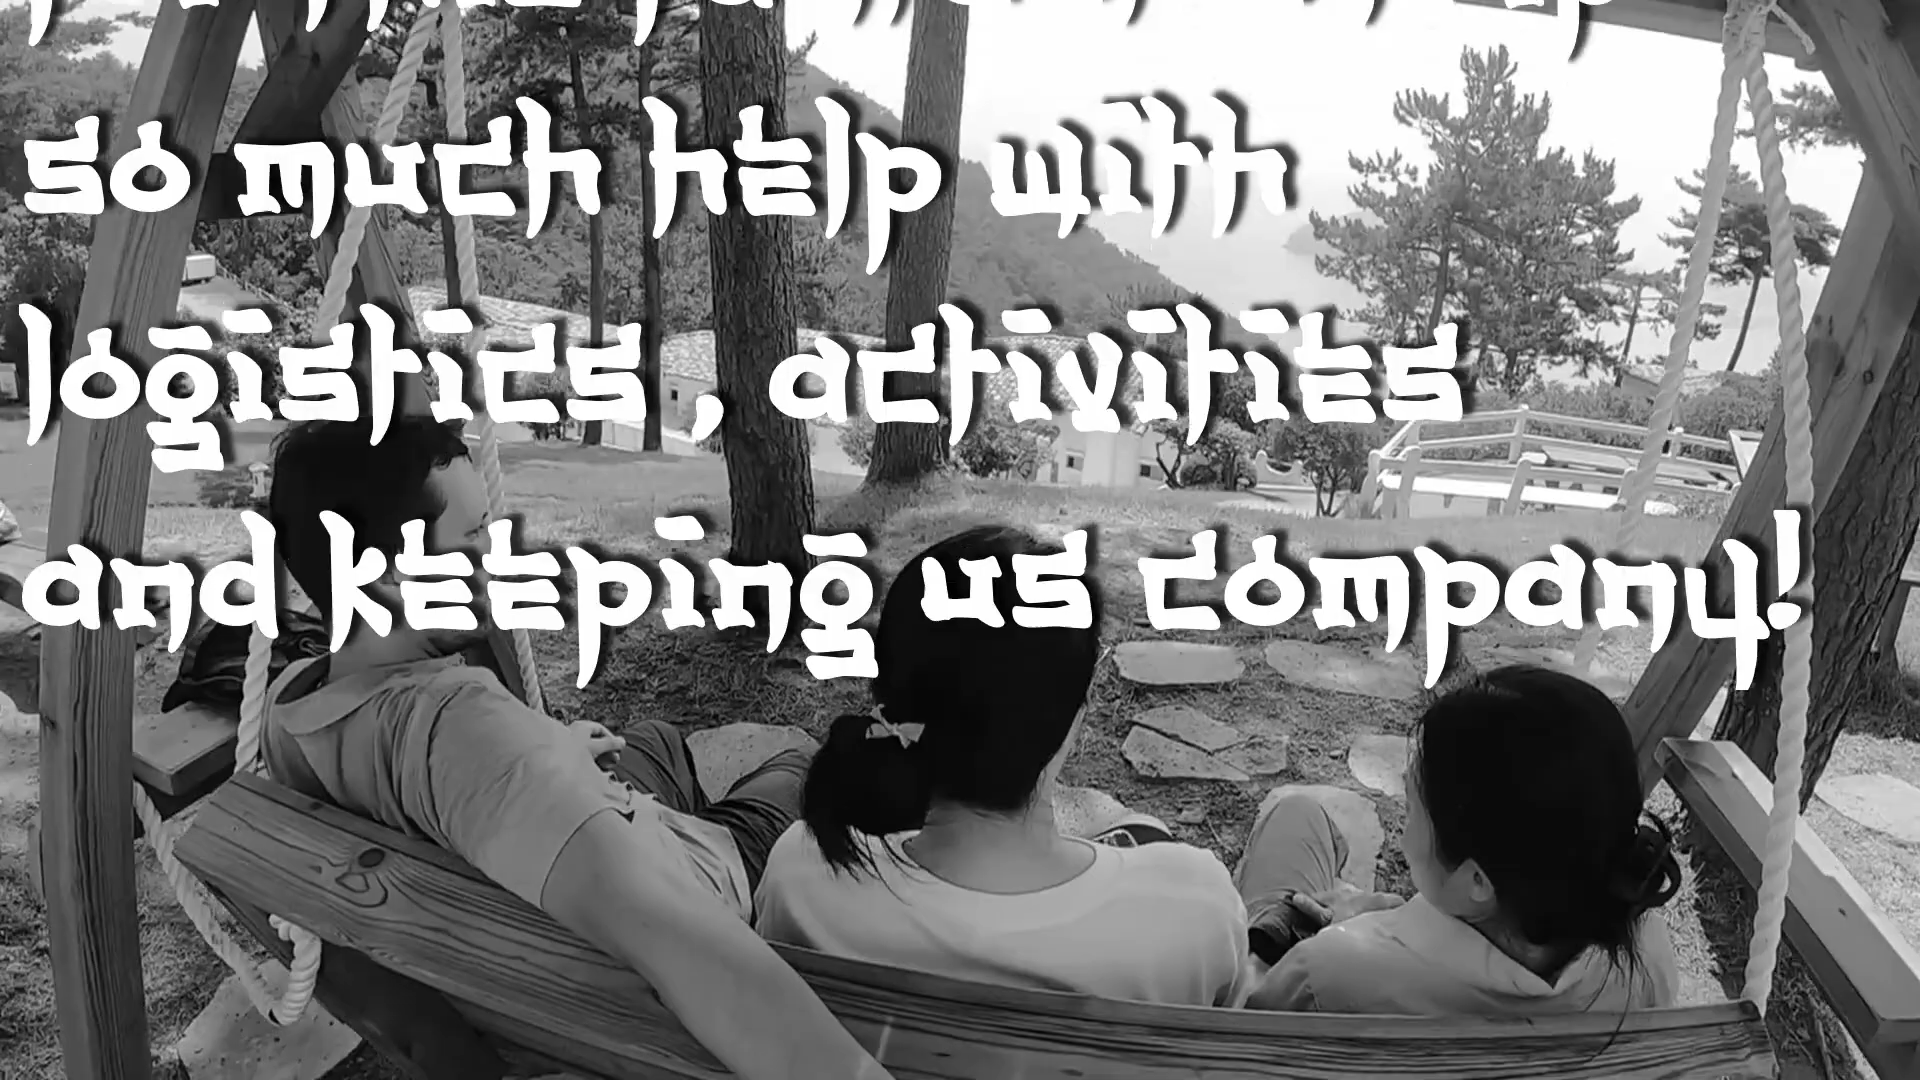 so much help with
logistics , activities
and keeping us company!